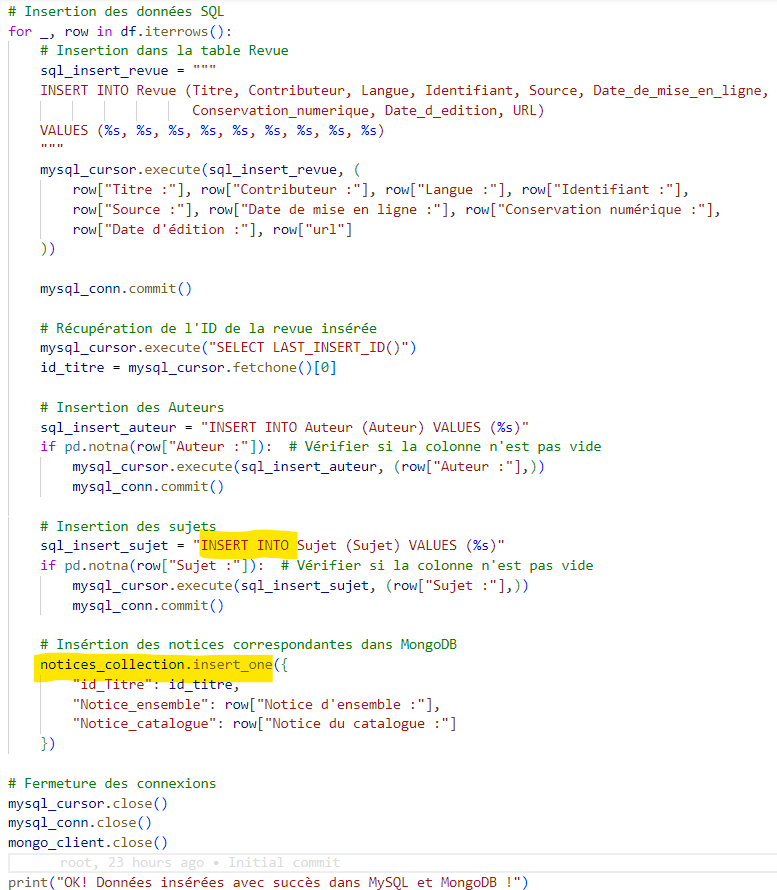 # Insertion des données SQL
for _, row in df.iterrows():
    # Insertion dans la table Revue
    sql_insert_revue = """
    INSERT INTO Revue (Titre, Contributeur, Langue, Identifiant, Source, Date_de_mise_en_ligne,
                       Conservation_numerique, Date_d_edition, URL)
    VALUES (%s, %s, %s, %s, %s, %s, %s, %s, %s)
    """
    mysql_cursor.execute(sql_insert_revue, (
        row["Titre :"], row["Contributeur :"], row["Langue :"], row["Identifiant :"],
        row["Source :"], row["Date de mise en ligne :"], row["Conservation numérique :"],
        row["Date d'édition :"], row["url"]
    ))
    mysql_conn.commit()
    # Récupération de l'ID de la revue insérée
    mysql_cursor.execute("SELECT LAST_INSERT_ID()")
    id_titre = mysql_cursor.fetchone()[0]
    # Insertion des Auteurs
    sql_insert_auteur = "INSERT INTO Auteur (Auteur) VALUES (%s)"
    if pd.notna(row["Auteur :"]):  # Vérifier si la colonne n'est pas vide
        mysql_cursor.execute(sql_insert_auteur, (row["Auteur :"],))
        mysql_conn.commit()
    # Insertion des sujets
    sql_insert_sujet = "INSERT INTO Sujet (Sujet) VALUES (%s)"
    if pd.notna(row["Sujet :"]):  # Vérifier si la colonne n'est pas vide
        mysql_cursor.execute(sql_insert_sujet, (row["Sujet :"],))
        mysql_conn.commit()
    # Insértion des notices correspondantes dans MongoDB
    notices_collection.insert_one({
        "id_Titre": id_titre,
        "Notice_ensemble": row["Notice d'ensemble :"],
        "Notice_catalogue": row["Notice du catalogue :"]
    })
# Fermeture des connexions
mysql_cursor.close()
mysql_conn.close()
mongo_client.close()
root, 23 hours ago • Initial commit
print("OK! Données insérées avec succès dans MySQL et MongoDB !")